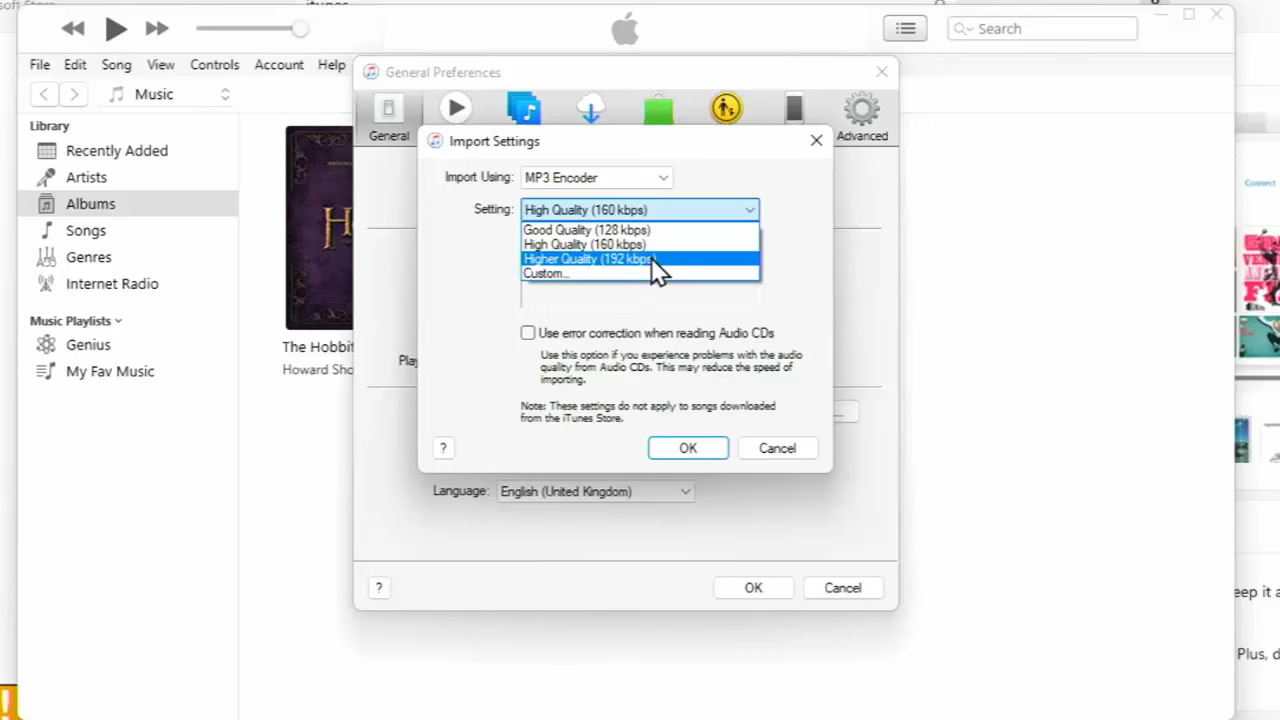 Search
File Edit Song View Controls Account Help
General Preferences
Music
General
Advanced
Library
Recently Added
Artists
Albums
Songs
Genres
Internet Radio
Music Playlists
Genius
My Fav Music
The Hobbit
Howard Sho
Import Settings
Import Using: MP3 Encoder
Setting: High Quality (160 kbps)
Good Quality (128 kbps)
High Quality (160 kbps)
Higher Quality (192 kbps
Custom...
Use error correction when reading Audio CDs
Use this option if you experience problems with the audio
quality from Audio CDs. This may reduce the speed of
importing.
Note: These settings do not apply to songs downloaded
from the iTunes Store.
? OK Cancel
Play
...
Language: English (United Kingdom)
? OK Cancel
Connect
eep it a
Plus, d